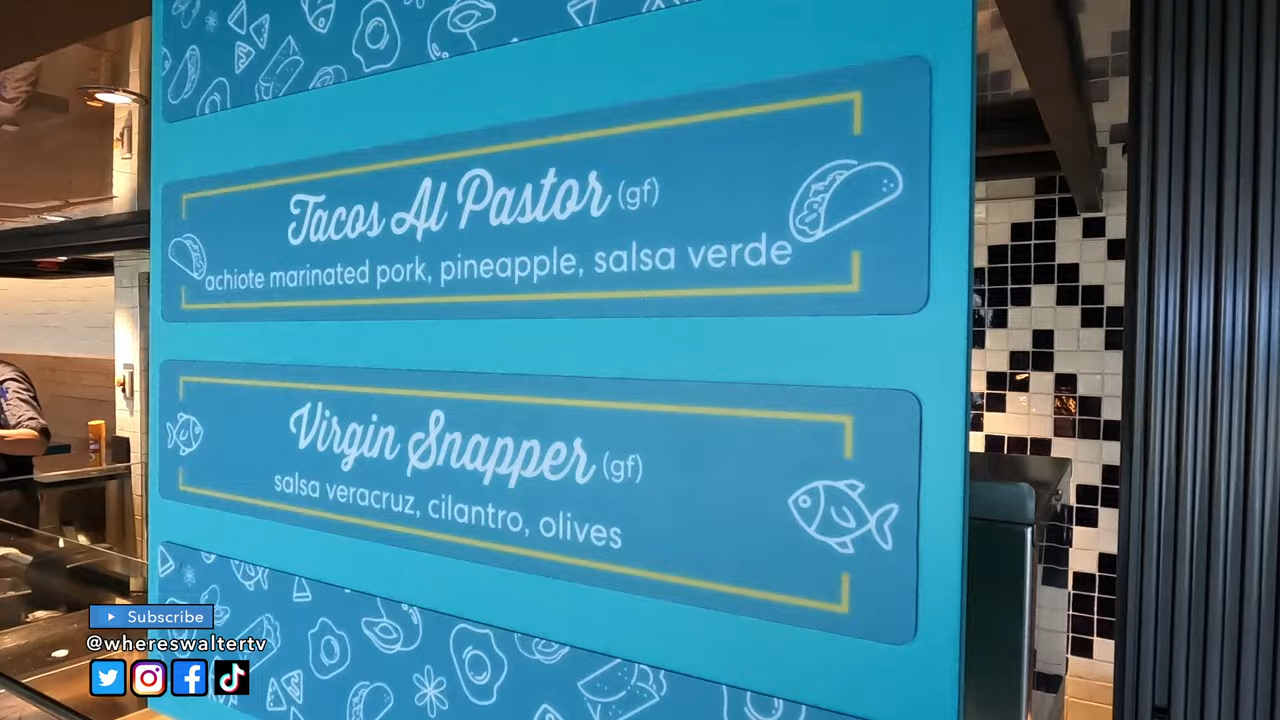 Tacos Al Pastor (gf)
achiote marinated pork, pineapple, salsa verde
Virgin Snapper (gf)
salsa veracruz, cilantro, olives
Subscribe
@whereswaltertv